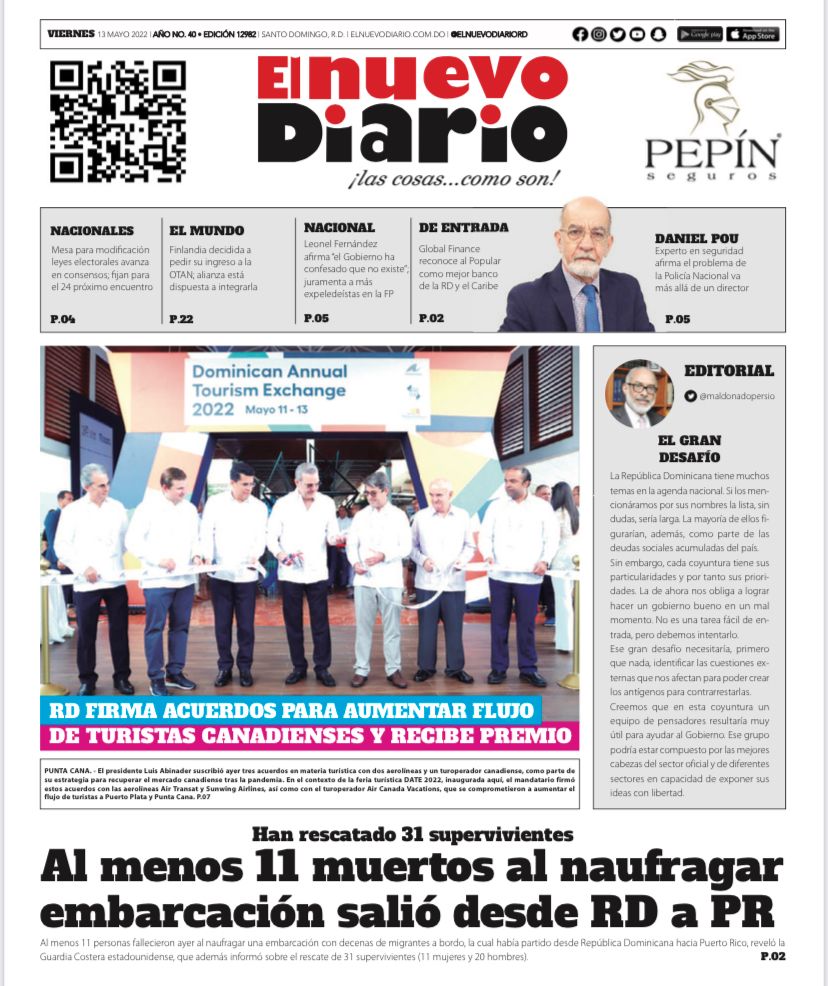 VIERNES 13 MAYO 2022 | AÑO NO. 40 • EDICIÓN 12982 | SANTO DOMINGO, R.D. | ELNUEVODIARIO.COM.DO | @ELNUEVODIARIORD
Google play
App Store
El nuevo
Diario
¡las cosas...como son!
PEPÍN®
seguros
NACIONALES
Mesa para modificación
leyes electorales avanza
en consensos; fijan para
el 24 próximo encuentro
P.04
EL MUNDO
Finlandia decidida a
pedir su ingreso a la
OTAN; alianza está
dispuesta a integrarla
P.22
NACIONAL
Leonel Fernández
afirma "el Gobierno ha
confesado que no existe";
juramenta a más
expeledeístas en la FP
P.05
DE ENTRADA
Global Finance
reconoce al Popular
como mejor banco
de la RD y el Caribe
P.02
DANIEL POU
Experto en seguridad
afirma el problema de
la Policía Nacional va
más allá de un director
P.05
Dominican Annual
Tourism Exchange
2022 Mayo 11 - 13
RD FIRMA ACUERDOS PARA AUMENTAR FLUJO
DE TURISTAS CANADIENSES Y RECIBE PREMIO
PUNTA CANA. - El presidente Luis Abinader suscribió ayer tres acuerdos en materia turística con dos aerolíneas y un turoperador canadiense, como parte de
su estrategia para recuperar el mercado canadiense tras la pandemia. En el contexto de la feria turística DATE 2022, inaugurada aquí, el mandatario firmó
estos acuerdos con las aerolíneas Air Transat y Sunwing Airlines, así como con el turoperador Air Canada Vacations, que se comprometieron a aumentar el
flujo de turistas a Puerto Plata y Punta Cana. P.07
EDITORIAL
@maldonadopersio
EL GRAN
DESAFÍO
La República Dominicana tiene muchos
temas en la agenda nacional. Si los men-
cionáramos por sus nombres la lista, sin
dudas, sería larga. La mayoría de ellos fi-
gurarían, además, como parte de las
deudas sociales acumuladas del país.
Sin embargo, cada coyuntura tiene sus
particularidades y por tanto sus priori-
dades. La de ahora nos obliga a lograr
hacer un gobierno bueno en un mal
momento. No es una tarea fácil de en-
trada, pero debemos intentarlo.
Ese gran desafío necesitaría, primero
que nada, identificar las cuestiones ex-
ternas que nos afectan para poder crear
los antígenos para contrarrestarlas.
Creemos que en esta coyuntura un
equipo de pensadores resultaría muy
útil para ayudar al Gobierno. Ese grupo
podría estar compuesto por las mejores
cabezas del sector oficial y de diferentes
sectores en capacidad de exponer sus
ideas con libertad.
Han rescatado 31 supervivientes
Al menos 11 muertos al naufragar
embarcación salió desde RD a PR
Al menos 11 personas fallecieron ayer al naufragar una embarcación con decenas de migrantes a bordo, la cual había partido desde República Dominicana hacia Puerto Rico, reveló la
Guardia Costera estadounidense, que además informó sobre el rescate de 31 supervivientes (11 mujeres y 20 hombres).
P.02